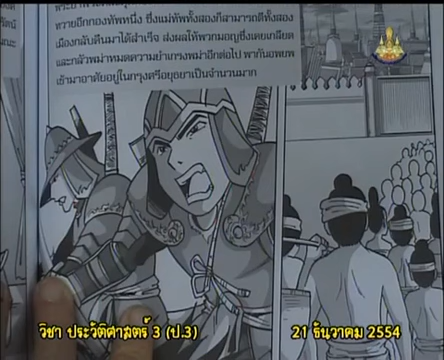 หวายอีกกองทัพหนึ่ง ซึ่งแม่ทัพทั้งสองก็สามารถตีทั้งสอง
เมืองกลับคืนมาได้สำเร็จ ส่งผลให้พวกมอญซึ่งเคยเกลียด
และกลัวพม่าหมดความยำเกรงพม่าอีกต่อไป พากันอพยพ
เข้ามาอาศัยอยู่ในกรุงศรีอยุธยาเป็นจำนวนมาก
วิชา ประวัติศาสตร์ 3 (ป.3)
21 ธันวาคม 2554